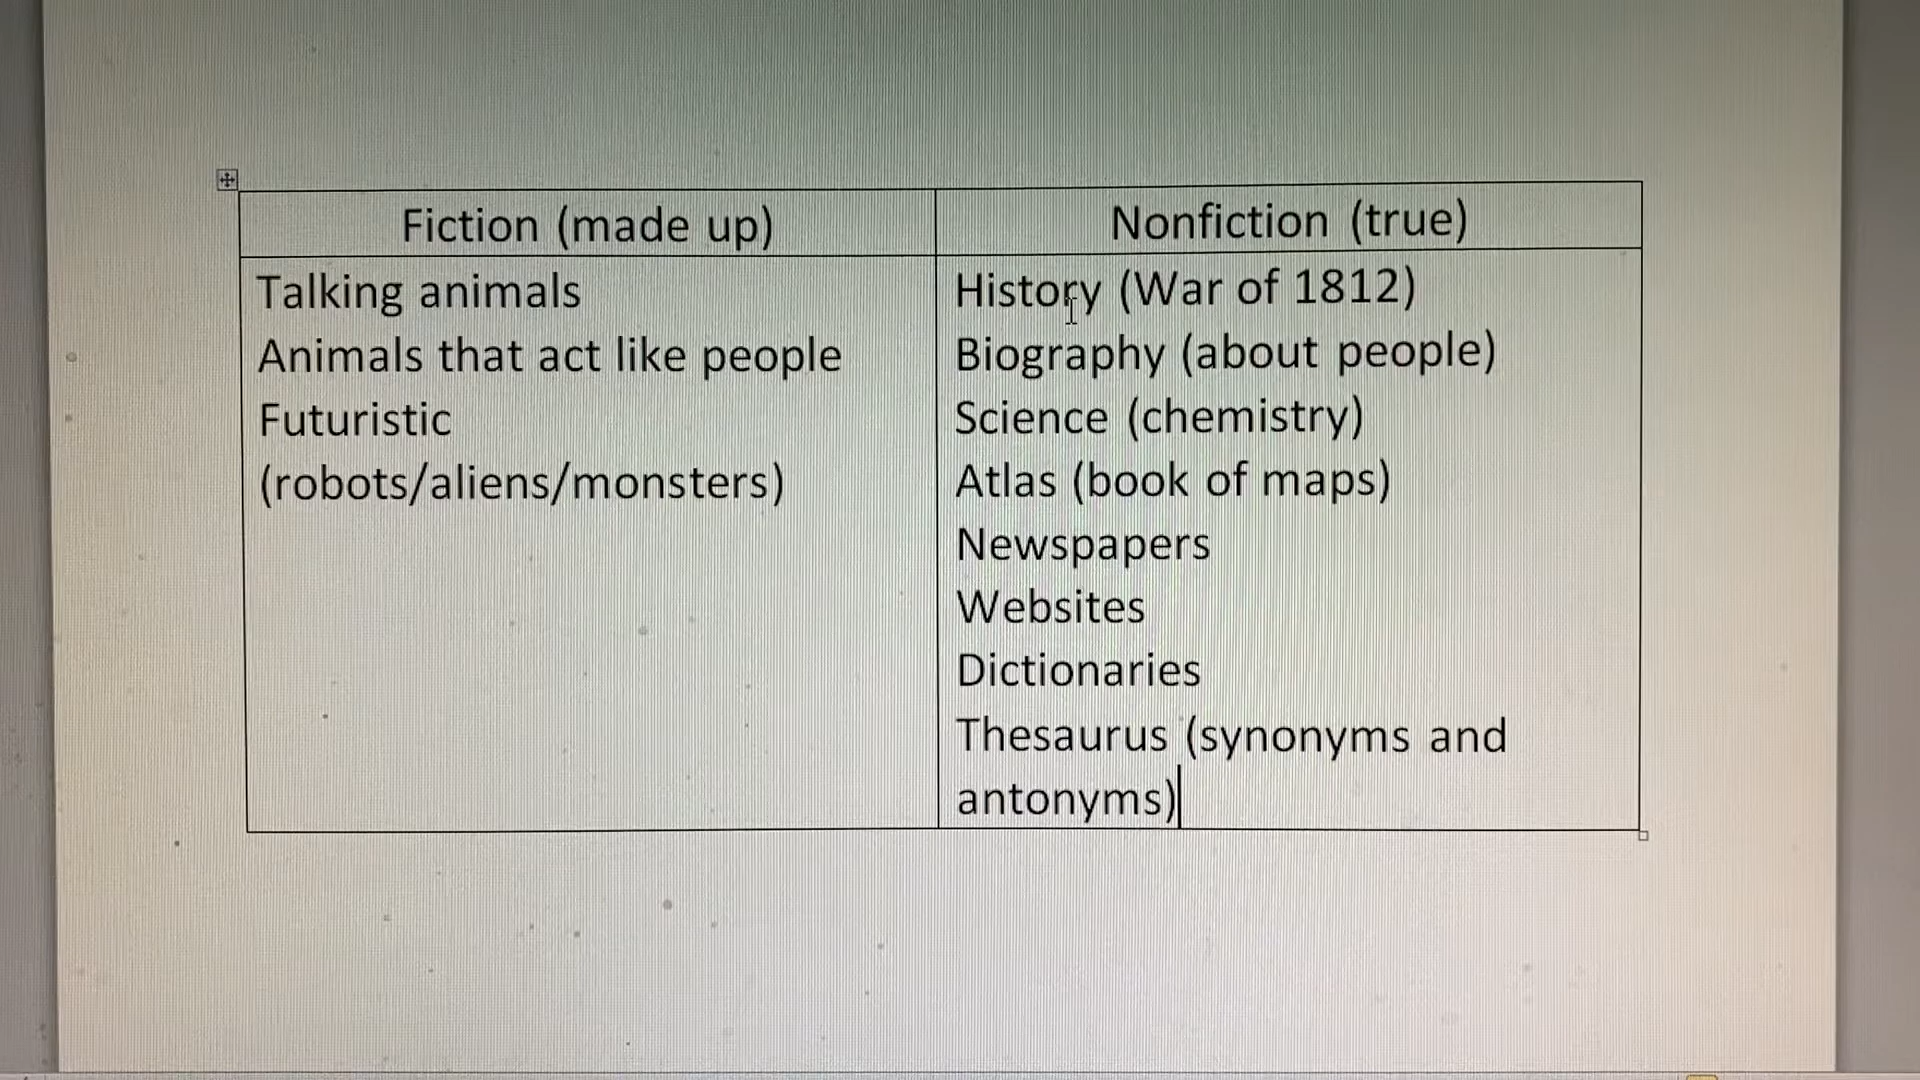 Fiction (made up)
Nonfiction (true)
Talking animals
Animals that act like people
Futuristic
(robots/aliens/monsters)
History (War of 1812)
Biography (about people)
Science (chemistry)
Atlas (book of maps)
Newspapers
Websites
Dictionaries
Thesaurus (synonyms and
antonyms)